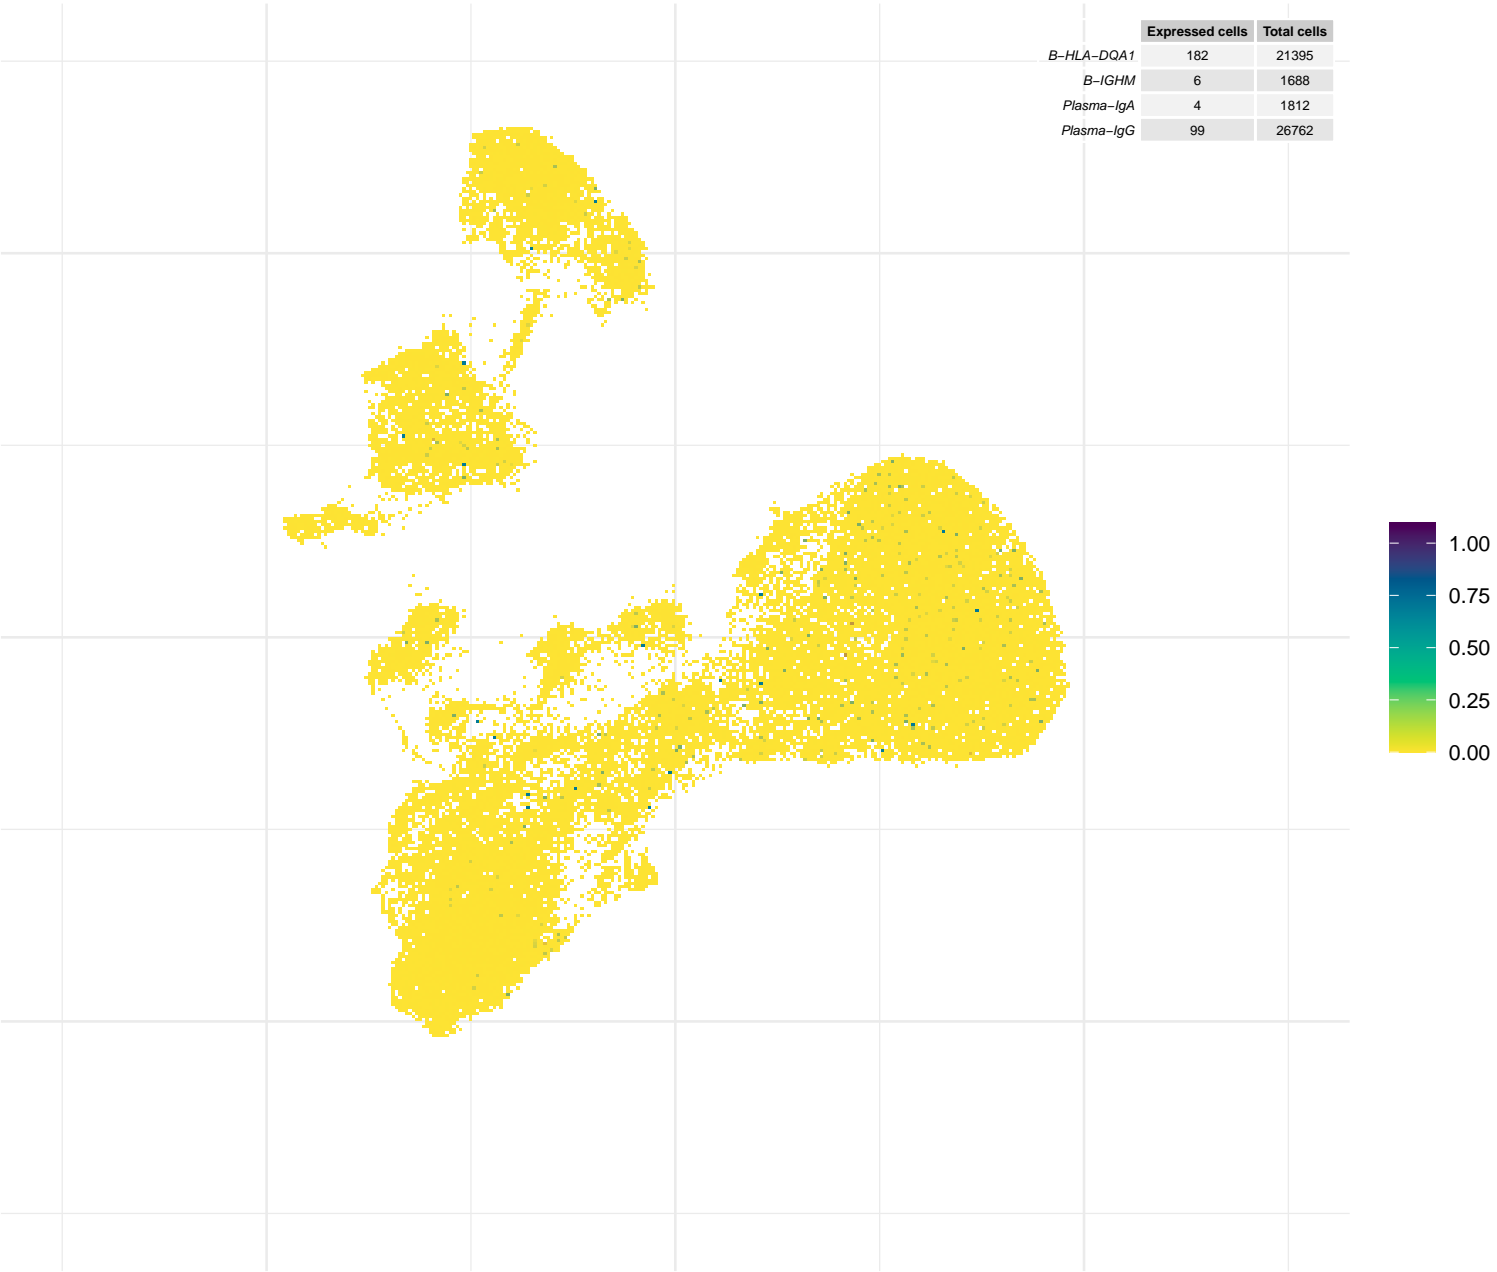 Expressed cells Total cells
B−HLA−DQA1 182 21395
B−IGHM 6 1688
Plasma−IgA 4 1812
Plasma−IgG 99 26762
1.00
0.75
0.50
0.25
0.00